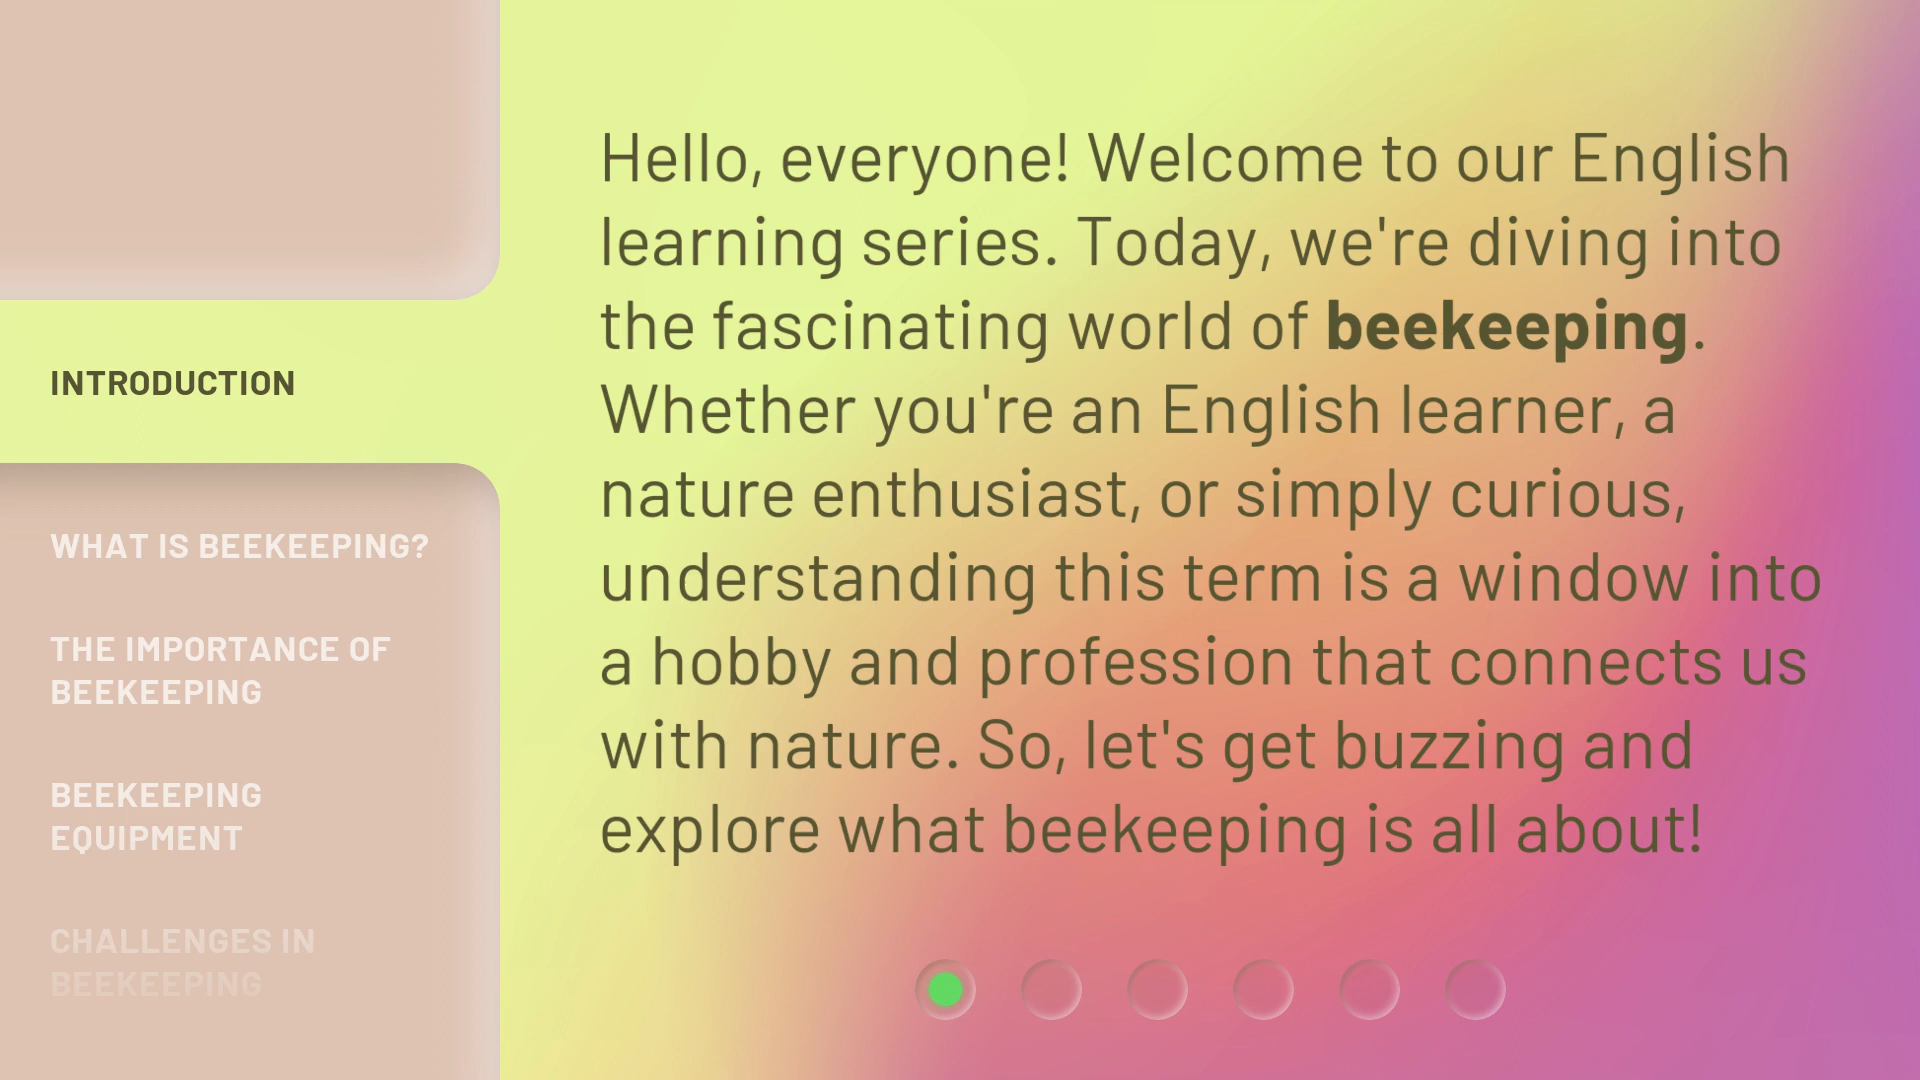 INTRODUCTION
WHAT IS BEEKEEPING?
THE IMPORTANCE OF
BEEKEEPING
BEEKEEPING
EQUIPMENT
CHALLENGES IN
BEEKEEPING
Hello, everyone! Welcome to our English
learning series. Today, we're diving into
the fascinating world of beekeeping.
Whether you're an English learner, a
nature enthusiast, or simply curious,
understanding this term is a window into
a hobby and profession that connects us
with nature. So, let's get buzzing and
explore what beekeeping is all about!